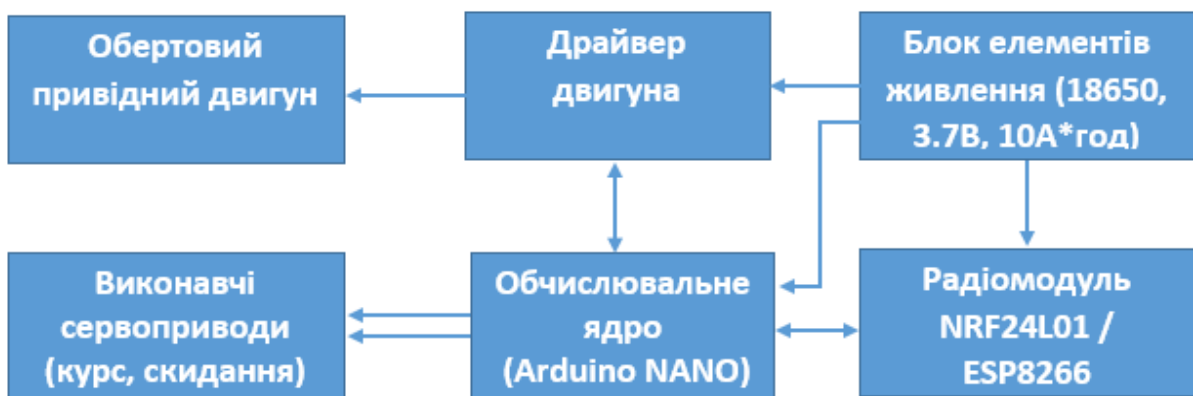 Обертовий
привідний двигун
Драйвер
двигуна
Блок елементів
живлення (18650,
3.7В, 10А*год)
Виконавчі
сервоприводи
(курс, скидання)
Обчислювальне
ядро
(Arduino NANO)
Радіомодуль
NRF24L01 /
ESP8266